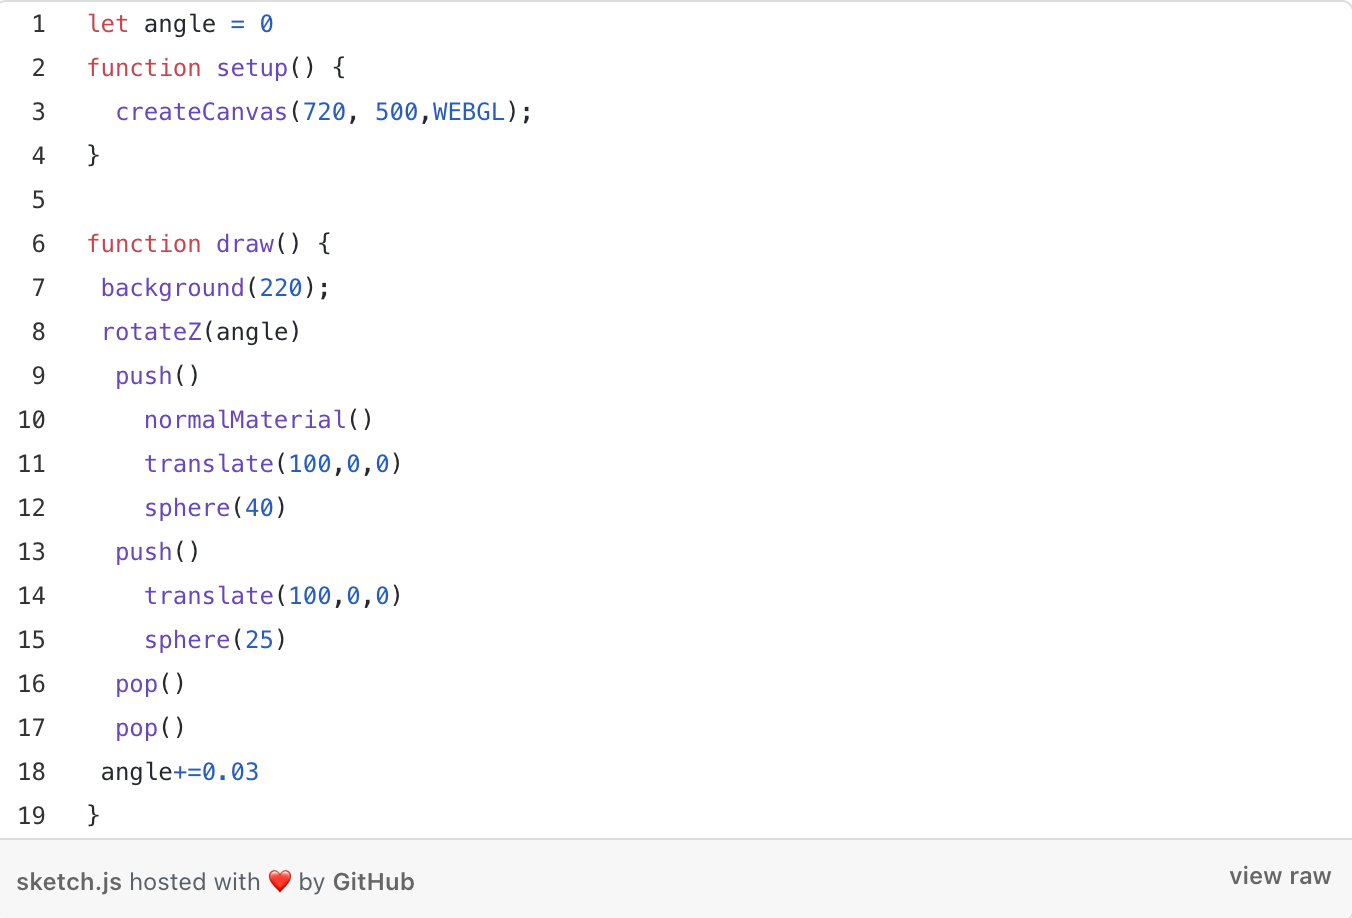 1 let angle = 0
2 function setup() {
3   createCanvas(720, 500,WEBGL);
4 }
5
6 function draw() {
7  background(220);
8  rotateZ(angle)
9   push()
10     normalMaterial()
11     translate(100,0,0)
12     sphere(40)
13   push()
14     translate(100,0,0)
15     sphere(25)
16   pop()
17   pop()
18  angle+=0.03
19 }
sketch.js hosted with ❤️ by GitHub view raw